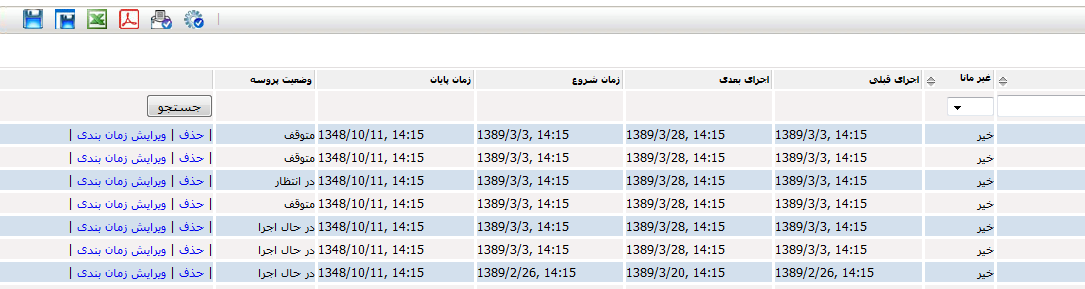 غیر مانا اجرای قبلی اجرای بعدی زمان شروع زمان پایان وضعیت پروسه
جستجو
خیر 1389/3/3, 14:15 1389/3/28, 14:15 1389/3/3, 14:15 1348/10/11, 14:15 متوقف | حذف | ویرایش زمان بندی |
خیر 1389/3/3, 14:15 1389/3/28, 14:15 1389/3/3, 14:15 1348/10/11, 14:15 متوقف | حذف | ویرایش زمان بندی |
خیر 1389/3/3, 14:15 1389/3/28, 14:15 1389/3/3, 14:15 1348/10/11, 14:15 در انتظار | حذف | ویرایش زمان بندی |
خیر 1389/3/3, 14:15 1389/3/28, 14:15 1389/3/3, 14:15 1348/10/11, 14:15 متوقف | حذف | ویرایش زمان بندی |
خیر 1389/3/3, 14:15 1389/3/28, 14:15 1389/3/3, 14:15 1348/10/11, 14:15 در حال اجرا | حذف | ویرایش زمان بندی |
خیر 1389/3/3, 14:15 1389/3/28, 14:15 1389/3/3, 14:15 1348/10/11, 14:15 در حال اجرا | حذف | ویرایش زمان بندی |
خیر 1389/2/26, 14:15 1389/3/20, 14:15 1389/2/26, 14:15 1348/10/11, 14:15 در حال اجرا | حذف | ویرایش زمان بندی |